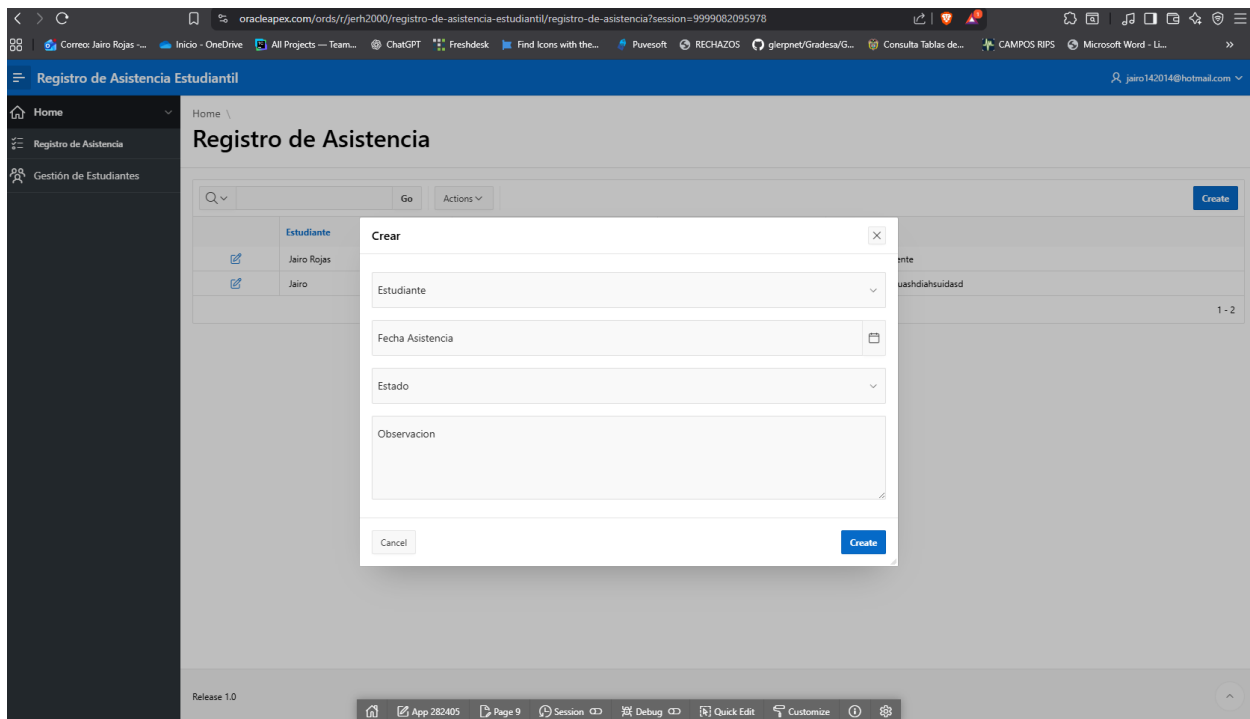 oracleapex.com/ords/r/jerh2000/registro-de-asistencia-estudiantil/registro-de-asistencia?session=9999082095978
Correo: Jairo Rojas -... Inicio - OneDrive All Projects — Team... ChatGPT Freshdesk Find Icons with the... Puvesoft RECHAZOS glerpnet/Gradesa/G... Consulta Tablas de... CAMPOS RIPS Microsoft Word - Li... »
Registro de Asistencia Estudiantil jairo142014@hotmail.com
Home
Registro de Asistencia
Gestión de Estudiantes
Home \
Registro de Asistencia
Go Actions Create
Estudiante
Jairo Rojas ente
Jairo uashdiahsuidasd
1 - 2
Crear
Estudiante
Fecha Asistencia
Estado
Observacion
Cancel Create
Release 1.0
App 282405 Page 9 Session Debug Quick Edit Customize